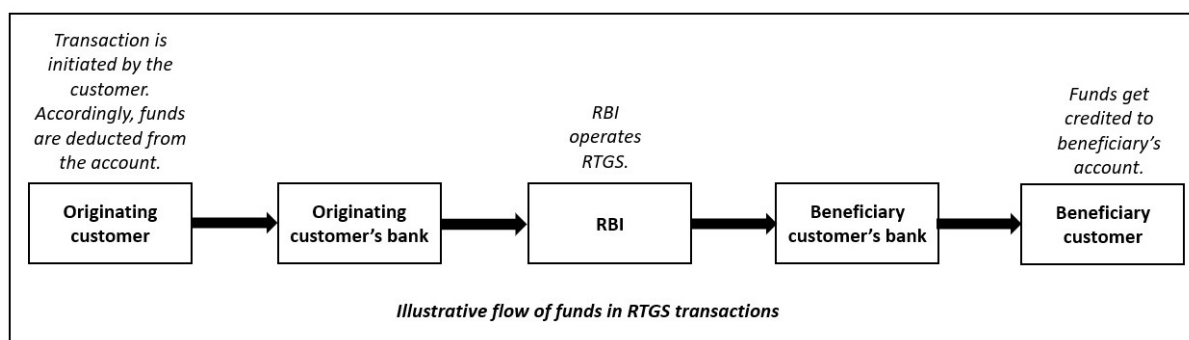 Transaction is
initiated by the
customer.
Accordingly, funds
are deducted from
the account.
RBI
operates
RTGS.
Funds get
credited to
beneficiary’s
account.
Originating
customer
Originating
customer’s bank
RBI
Beneficiary
customer’s bank
Beneficiary
customer
Illustrative flow of funds in RTGS transactions